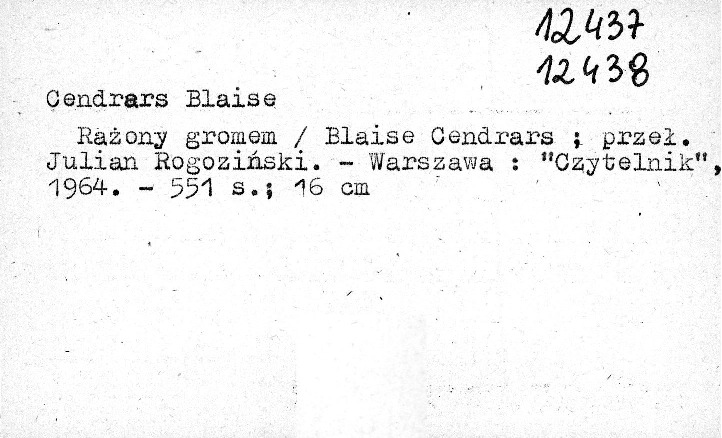 12437
12438
Cendrars Blaise
Rażony gromem / Blaise Cendrars ; przeł.
Julian Rogoziński. - Warszawa : "Czytelnik",
1964. - 551 s.; 16 cm